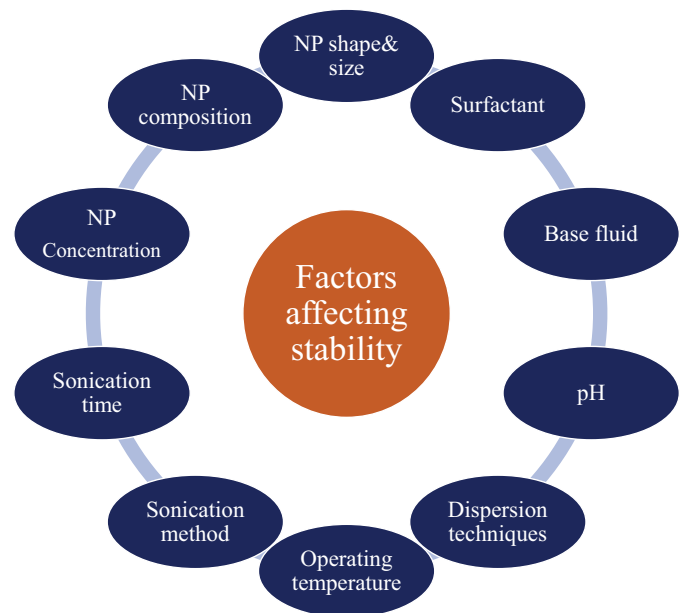 NP shape&
size
Surfactant
Base fluid
pH
Dispersion
techniques
Operating
temperature
Sonication
method
Sonication
time
NP
Concentration
NP
composition
Factors
affecting
stability